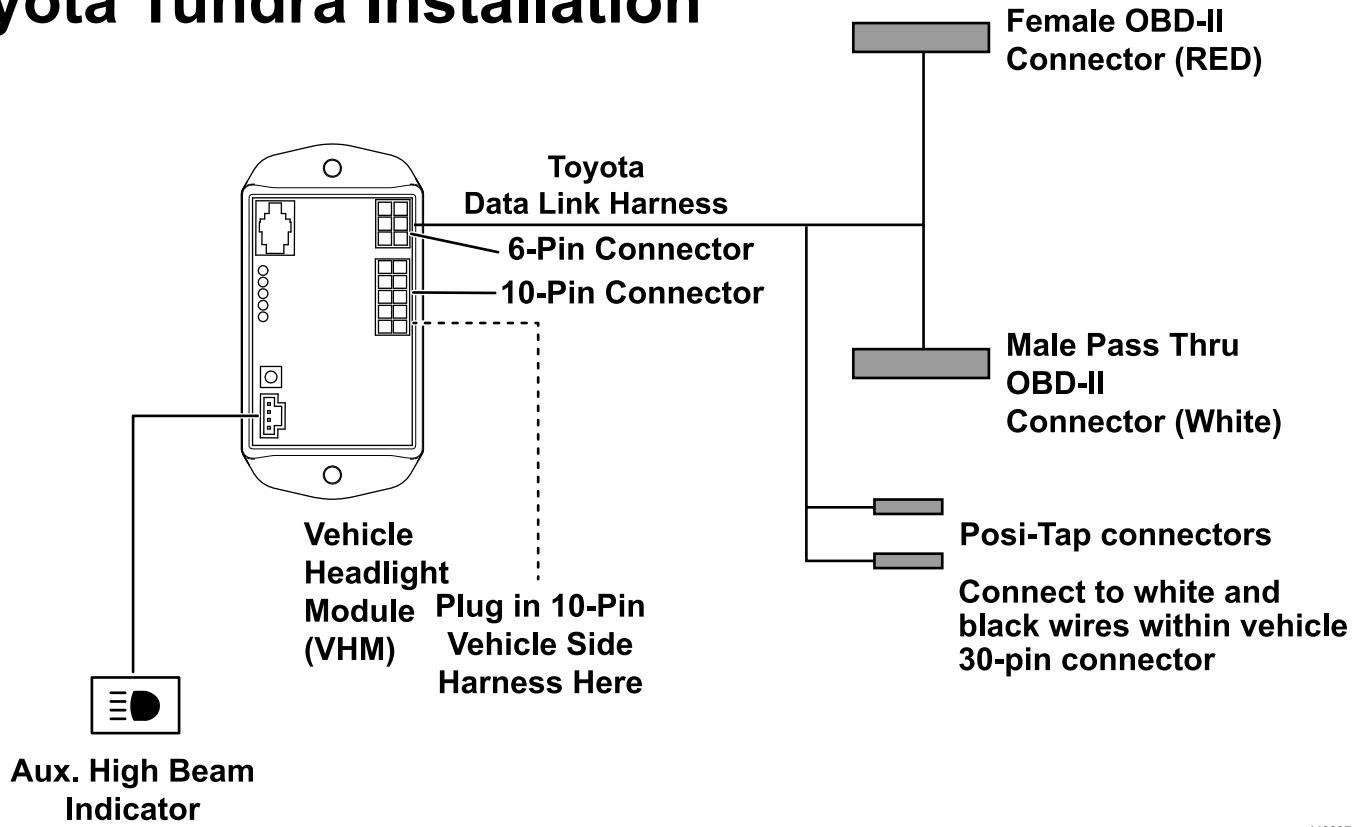 yota Tundra Installation
Female OBD-II
Connector (RED)
Toyota
Data Link Harness
6-Pin Connector
10-Pin Connector
Male Pass Thru
OBD-II
Connector (White)
Posi-Tap connectors
Connect to white and
black wires within vehicle
30-pin connector
Vehicle
Headlight
Module
(VHM)
Plug in 10-Pin
Vehicle Side
Harness Here
Aux. High Beam
Indicator